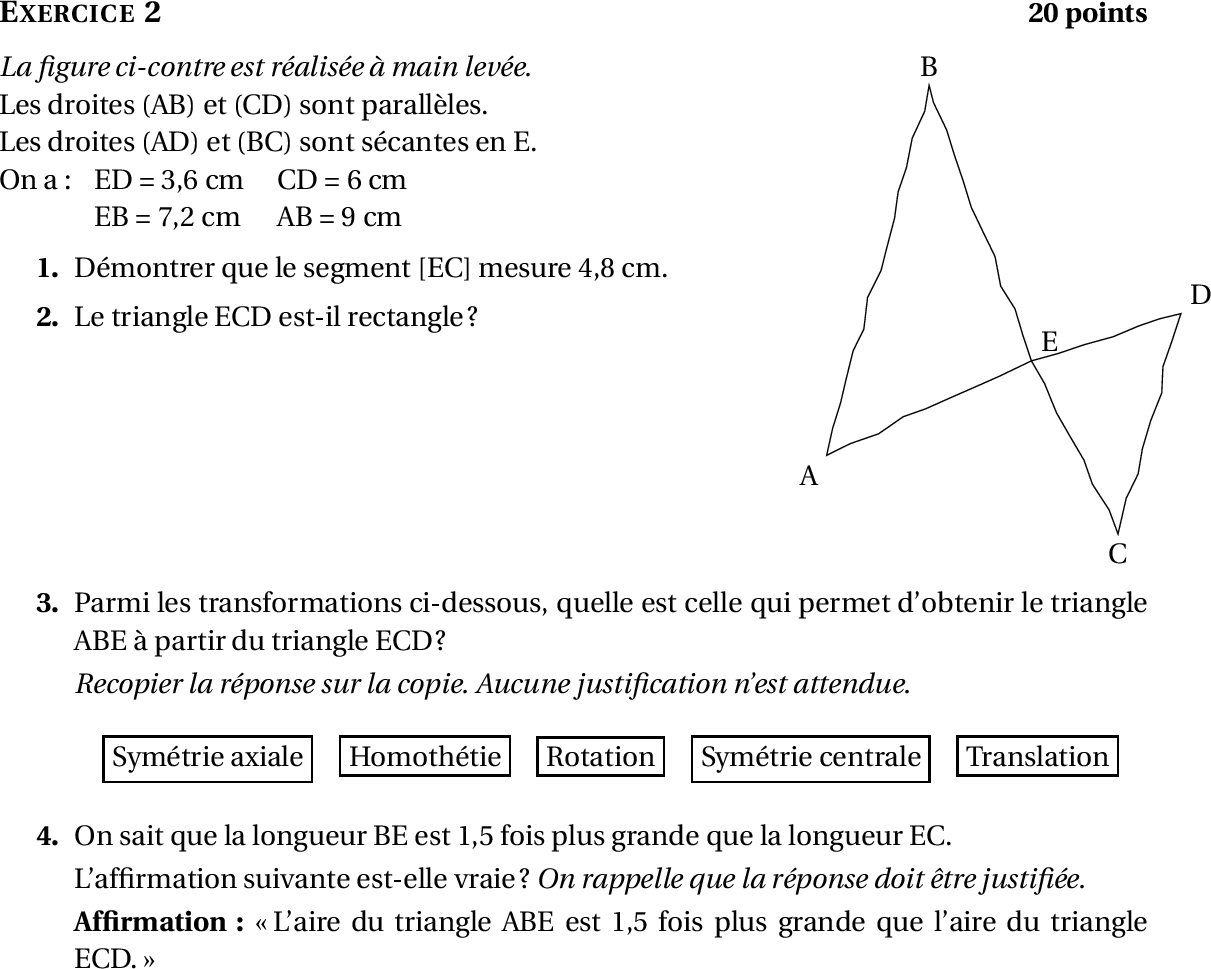 EXERCICE 2 20 points
La figure ci-contre est réalisée à main levée.
Les droites (AB) et (CD) sont parallèles.
Les droites (AD) et (BC) sont sécantes en E.
On a : ED = 3,6 cm CD = 6 cm
EB = 7,2 cm AB = 9 cm
1. Démontrer que le segment [EC] mesure 4,8 cm.
2. Le triangle ECD est-il rectangle ?
B
D
E
A
C
3. Parmi les transformations ci-dessous, quelle est celle qui permet d'obtenir le triangle
ABE à partir du triangle ECD ?
Recopier la réponse sur la copie. Aucune justification n'est attendue.
Symétrie axiale Homothétie Rotation Symétrie centrale Translation
4. On sait que la longueur BE est 1,5 fois plus grande que la longueur EC.
L'affirmation suivante est-elle vraie ? On rappelle que la réponse doit être justifiée.
Affirmation : « L'aire du triangle ABE est 1,5 fois plus grande que l'aire du triangle
ECD. »